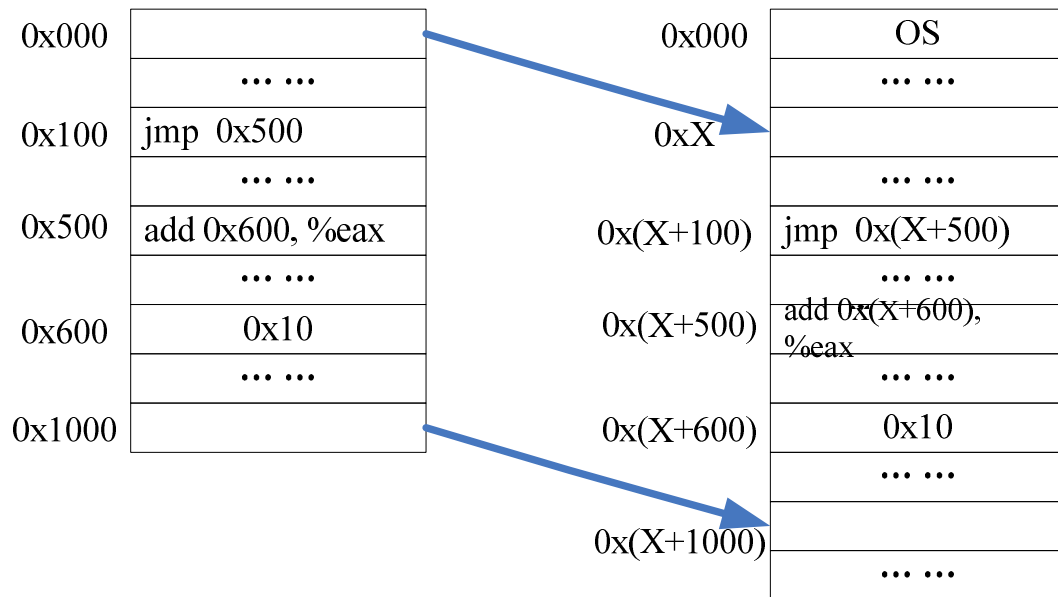 0x000
... ...
0x100 jmp 0x500
... ...
0x500 add 0x600, %eax
... ...
0x600 0x10
... ...
0x1000
0x000 OS
... ...
0xX
... ...
0x(X+100) jmp 0x(X+500)
... ...
0x(X+500) add 0x(X+600),
%eax
... ...
0x(X+600) 0x10
... ...
0x(X+1000)
... ...